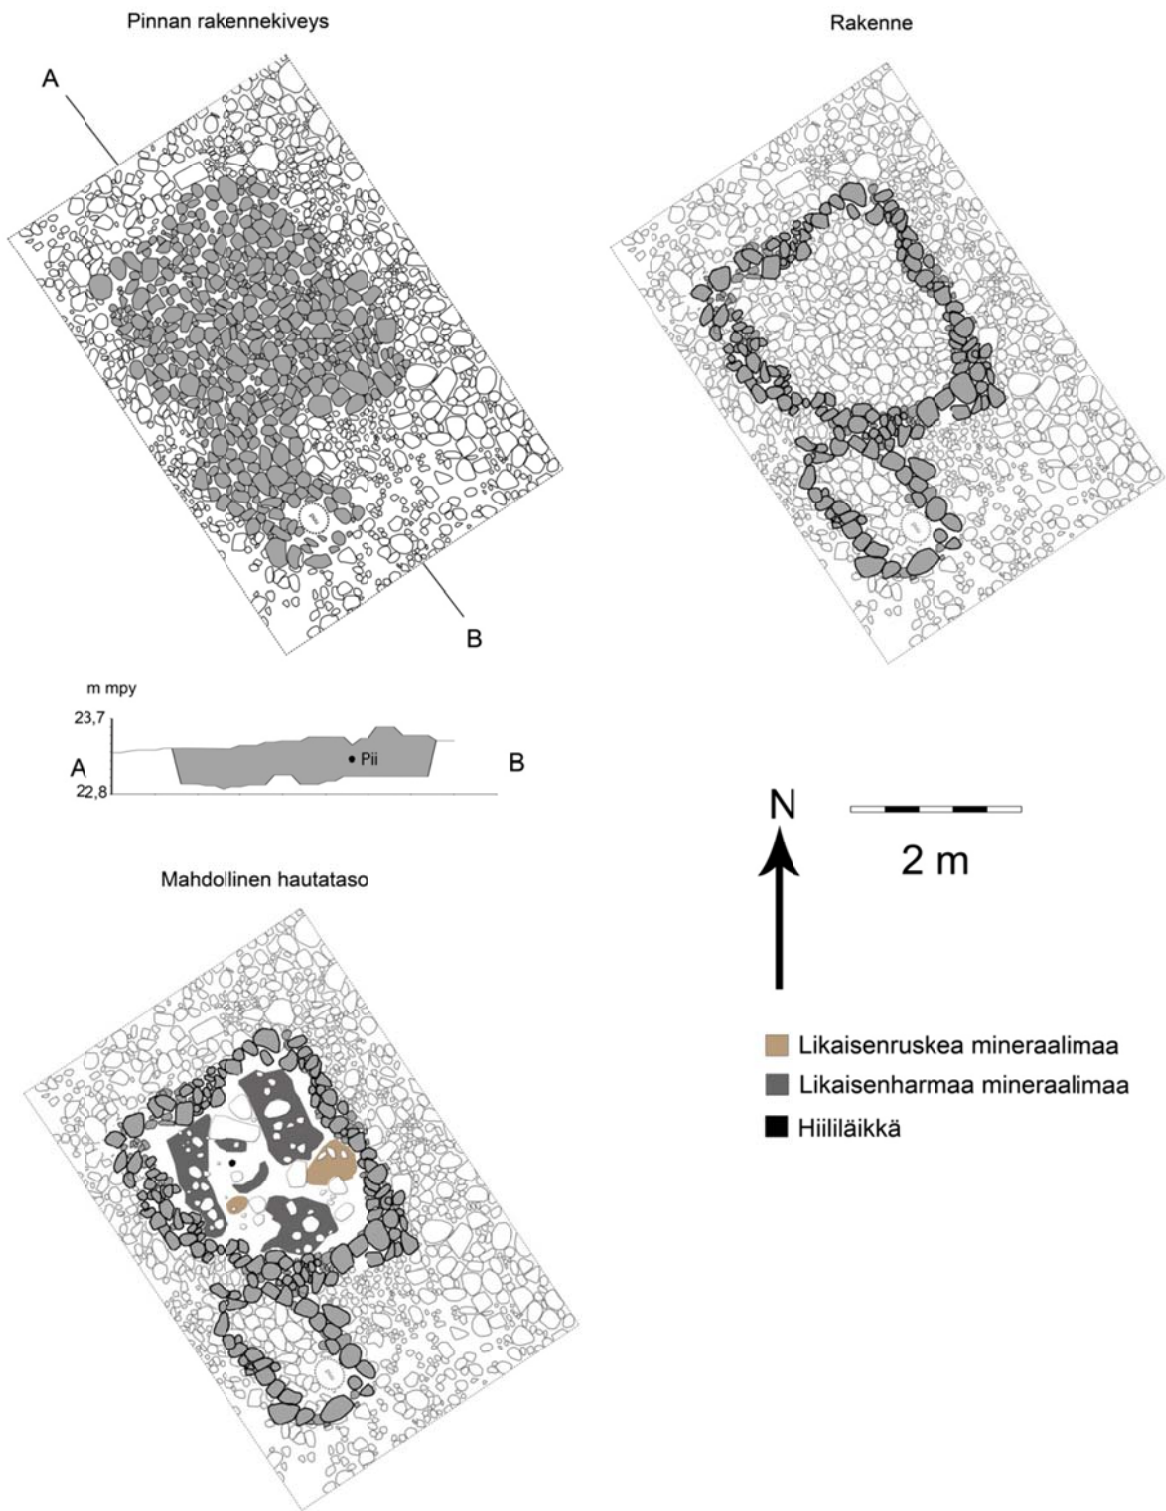 Pinnan rakennekiveys
Rakenne
A
B
m mpy
23,7
Pii
A
B
22,8
N
2 m
Mahdollinen hautataso
Likaisenruskea mineraalimaa
Likaisenharmaa mineraalimaa
Hiililäikkä